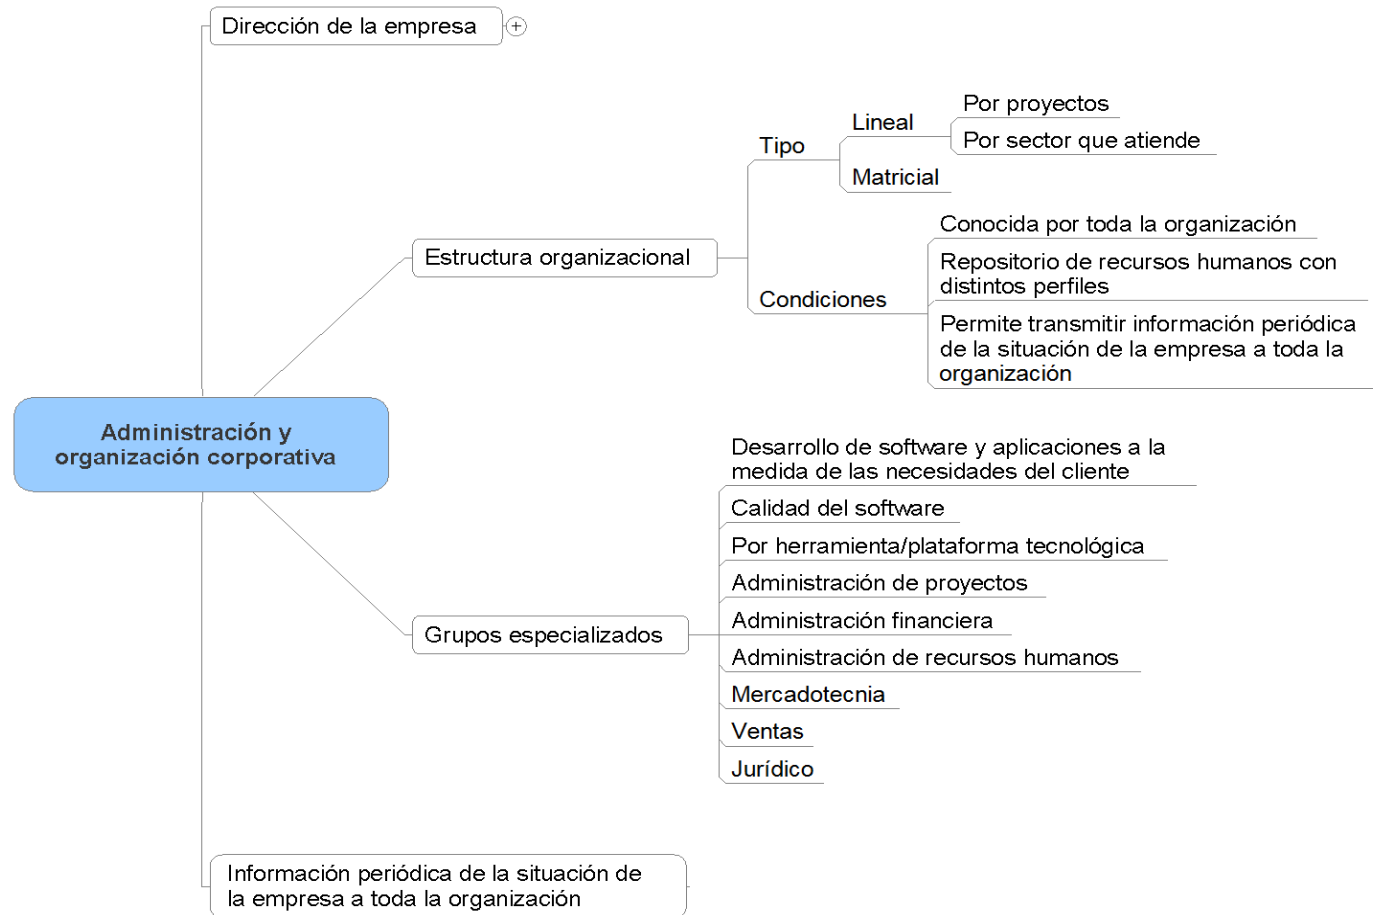 Dirección de la empresa
Por proyectos
Lineal
Por sector que atiende
Tipo
Matricial
Conocida por toda la organización
Estructura organizacional
Repositorio de recursos humanos con
distintos perfiles
Condiciones
Permite transmitir información periódica
de la situación de la empresa a toda la
organización
Administración y
organización corporativa
Desarrollo de software y aplicaciones a la
medida de las necesidades del cliente
Calidad del software
Por herramienta/plataforma tecnológica
Administración de proyectos
Administración financiera
Grupos especializados
Administración de recursos humanos
Mercadotecnia
Ventas
Jurídico
Información periódica de la situación de
la empresa a toda la organización